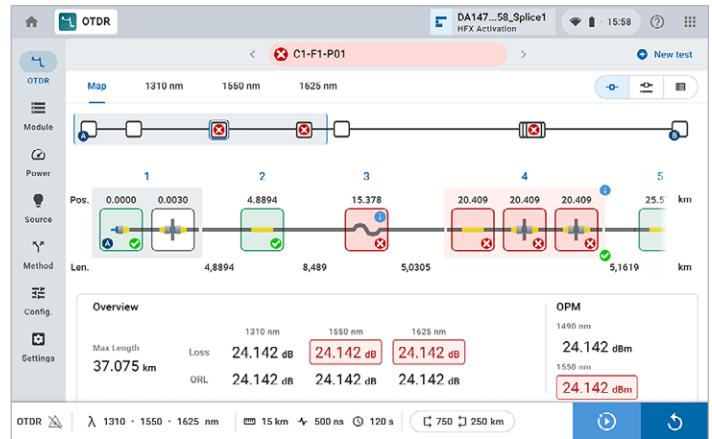 OTDR
DA147...58_Splice1
HFX Activation
15:58
C1-F1-P01
New test
OTDR
Module
Power
Source
Method
Config.
Settings
Map 1310 nm 1550 nm 1625 nm
A B
1 2 3 4 5
Pos. 0.0000 0.0030 4.8894 15.378 20.409 20.409 20.409 25.5 km
A
Len. 4,8894 8,489 5,0305 5,1619 km
Overview
1310 nm 1550 nm 1625 nm
Max Length
37.075 km
Loss 24.142 dB 24.142 dB 24.142 dB
ORL 24.142 dB 24.142 dB 24.142 dB
OPM
1490 nm
24.142 dBm
1550 nm
24.142 dBm
OTDR λ 1310 · 1550 · 1625 nm 15 km 500 ns 120 s 750 250 km